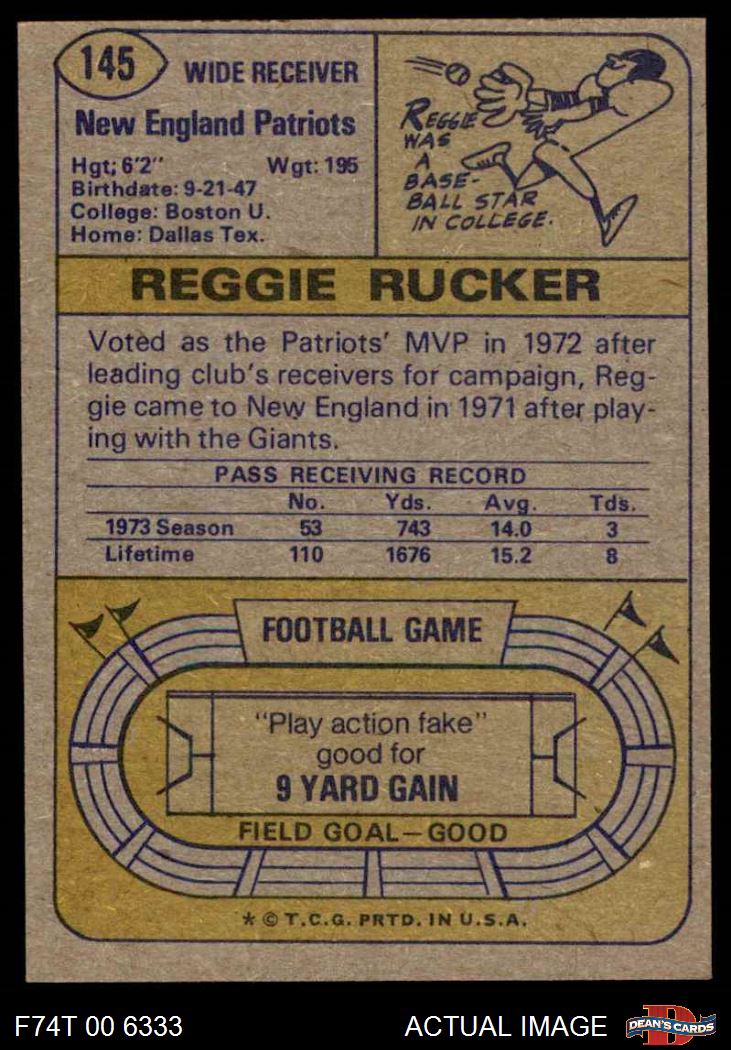 145
WIDE RECEIVER
New England Patriots
Hgt; 6'2" Wgt: 195
Birthdate: 9-21-47
College: Boston U.
Home: Dallas Tex.
REGGIE
WAS
A
BASE-
BALL STAR
IN COLLEGE.
REGGIE RUCKER
Voted as the Patriots' MVP in 1972 after
leading club's receivers for campaign, Reg-
gie came to New England in 1971 after play-
ing with the Giants.
PASS RECEIVING RECORD
No. Yds. Avg. Tds.
1973 Season 53 743 14.0 3
Lifetime 110 1676 15.2 8
FOOTBALL GAME
"Play action fake"
good for
9 YARD GAIN
FIELD GOAL—GOOD
* © T.C.G. PRTD. IN U.S.A.
F74T 00 6333 ACTUAL IMAGE
D
DEAN'S CARDS